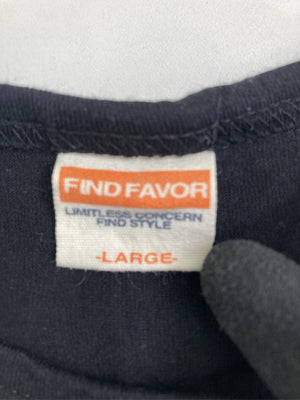 FIND FAVOR
LIMITLESS CONCERN
FIND STYLE
-LARGE-